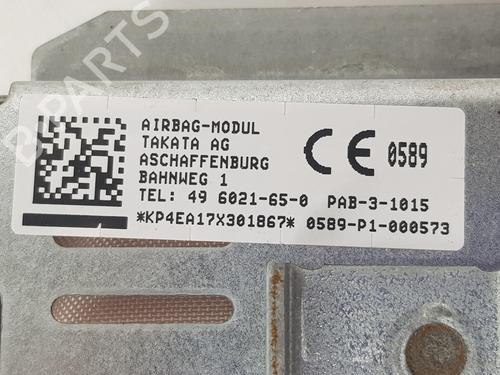 B-PARTS
AIRBAG-MODUL
TAKATA AG
ASCHAFFENBURG
BAHNWEG 1
TEL: 49 6021-65-0 PAB-3-1015
*KP4EA17X301867* 0589-P1-000573
CE 0589